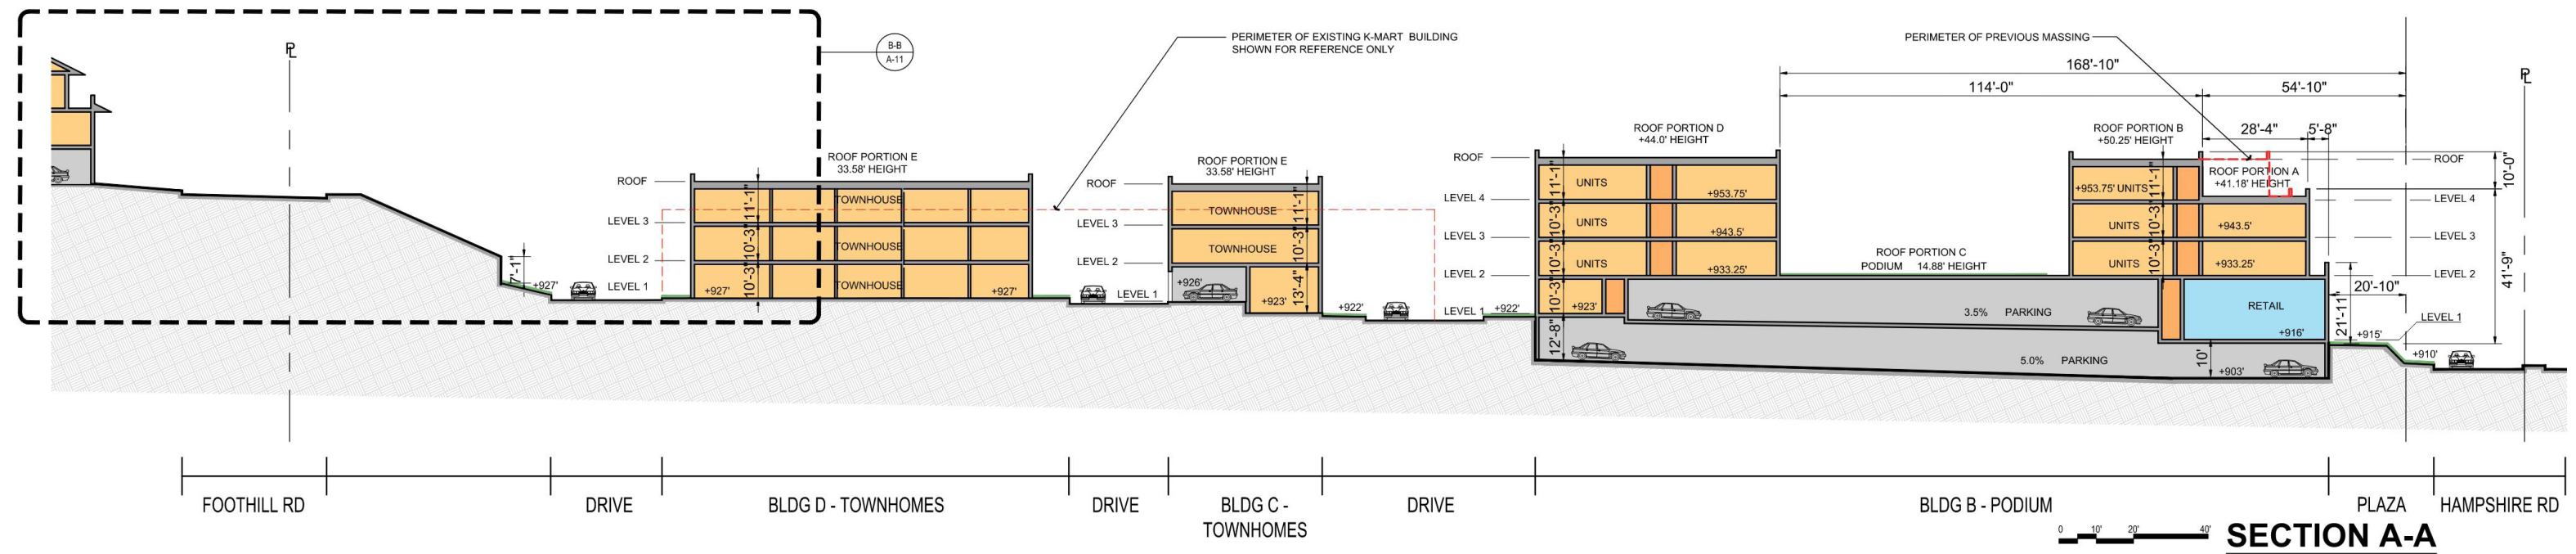 PL
B-B
A-11
PERIMETER OF EXISTING K-MART BUILDING
SHOWN FOR REFERENCE ONLY
PERIMETER OF PREVIOUS MASSING
168'-10"
114'-0"
54'-10"
28'-4"
5'-8"
PL
ROOF PORTION E
33.58' HEIGHT
ROOF
LEVEL 3
LEVEL 2
LEVEL 1
11'-1"
10'-3"
10'-3"
TOWNHOUSE
TOWNHOUSE
TOWNHOUSE
7'-1"
+927'
+927'
+927'
ROOF PORTION E
33.58' HEIGHT
ROOF
LEVEL 3
LEVEL 2
LEVEL 1
11'-1"
10'-3"
13'-4"
TOWNHOUSE
TOWNHOUSE
+926'
+923'
+922'
ROOF PORTION D
+44.0' HEIGHT
ROOF
LEVEL 4
LEVEL 3
LEVEL 2
LEVEL 1
+922'
11'-1"
10'-3"
10'-3"
10'-3"
12'-8"
UNITS
+953.75'
UNITS
+943.5'
UNITS
+933.25'
+923'
ROOF PORTION C
PODIUM 14.88' HEIGHT
3.5% PARKING
5.0% PARKING
+903'
10'
ROOF PORTION B
+50.25' HEIGHT
ROOF PORTION A
+41.18' HEIGHT
+953.75' UNITS
11'-1"
UNITS
10'-3"
+943.5'
UNITS
10'-3"
+933.25'
RETAIL
+916'
ROOF
LEVEL 4
LEVEL 3
LEVEL 2
LEVEL 1
10'-0"
41'-9"
20'-10"
21'-11"
+915'
+910'
FOOTHILL RD
DRIVE
BLDG D - TOWNHOMES
DRIVE
BLDG C -
TOWNHOMES
DRIVE
BLDG B - PODIUM
PLAZA
HAMPSHIRE RD
0 10' 20' 40'
SECTION A-A